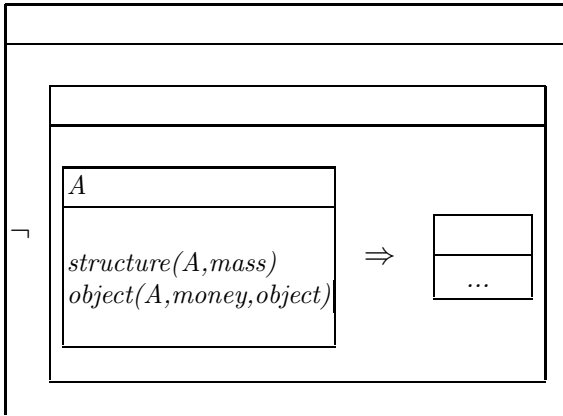 A
¬
structure(A,mass)
⇒
object(A,money,object)
...